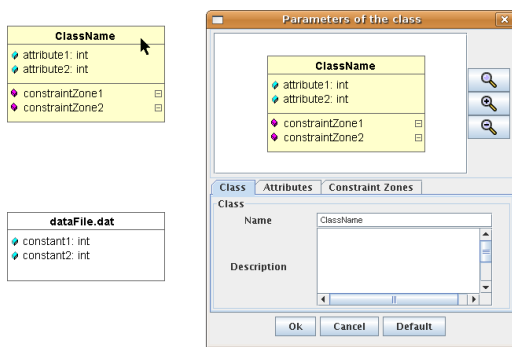 ClassName
attribute1: int
attribute2: int
constraintZone1
constraintZone2
dataFile.dat
constant1: int
constant2: int
Parameters of the class
ClassName
attribute1: int
attribute2: int
constraintZone1
constraintZone2
Class Attributes Constraint Zones
Class
Name ClassName
Description
Ok Cancel Default